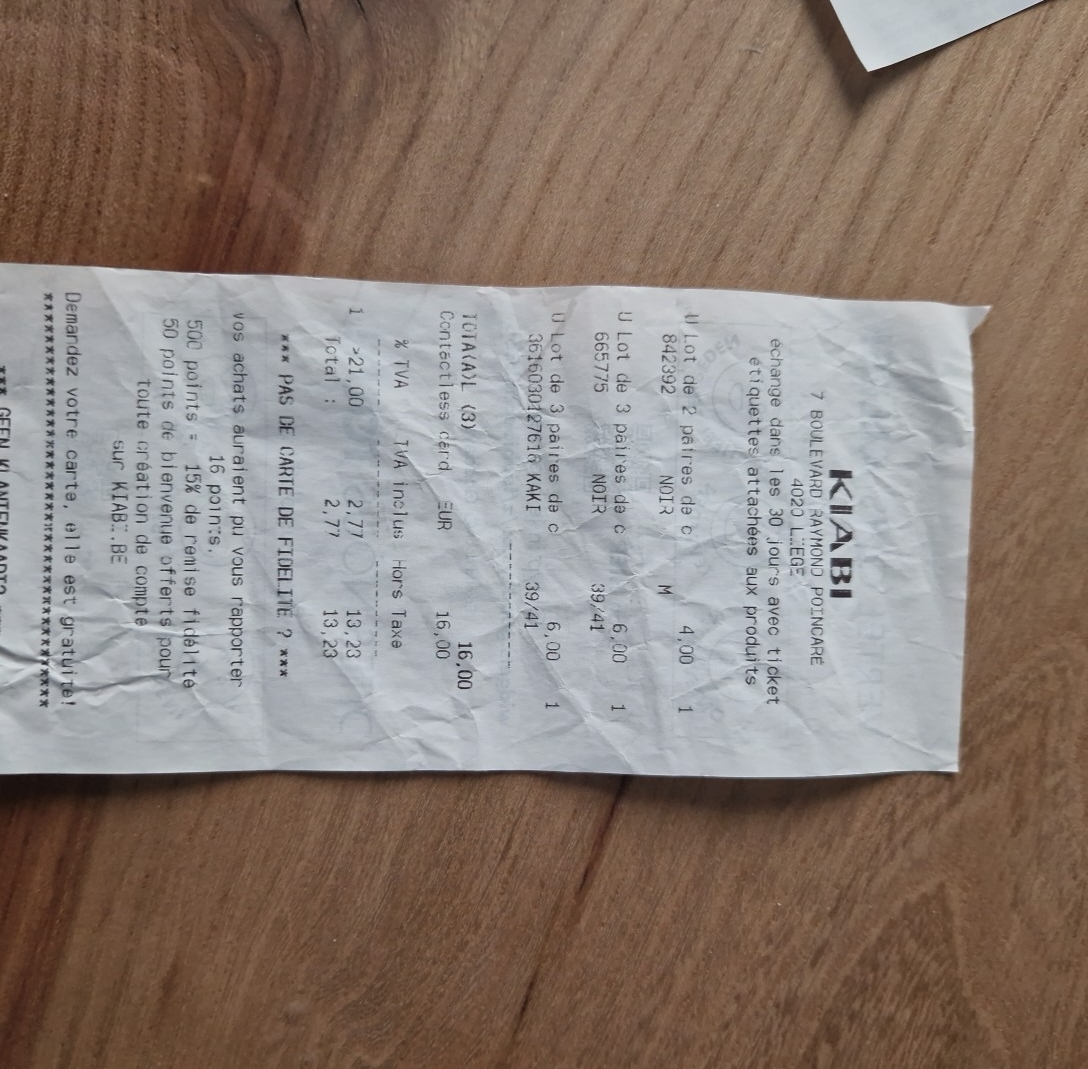 KIABI
7 BOULEVARD RAYMOND POINCARE
4020 LIEGE
échange dans les 30 jours avec ticket
étiquettes attachées aux produits
U Lot de 2 paires de c 4,00 1
842392 NOIR M
U Lot de 3 paires de c 6,00 1
665775 NOIR 39/41
U Lot de 3 paires de c 6,00 1
3616030127616 KAKI 39/41
TOTA(A)L (3) 16,00
Contactless card EUR 16,00
% TVA TVA inclus Hors Taxe
1 >21,00 2,77 13,23
Total : 2,77 13,23
*** PAS DE CARTE DE FIDELITE ? ***
vos achats auraient pu vous rapporter
16 points.
500 points = 15% de remise fidélité
50 points de bienvenue offerts pour
toute création de compte
sur KIABI.BE
Demandez votre carte, elle est gratuite!
****************************************
*** GEEN KLANTENKAART? ***